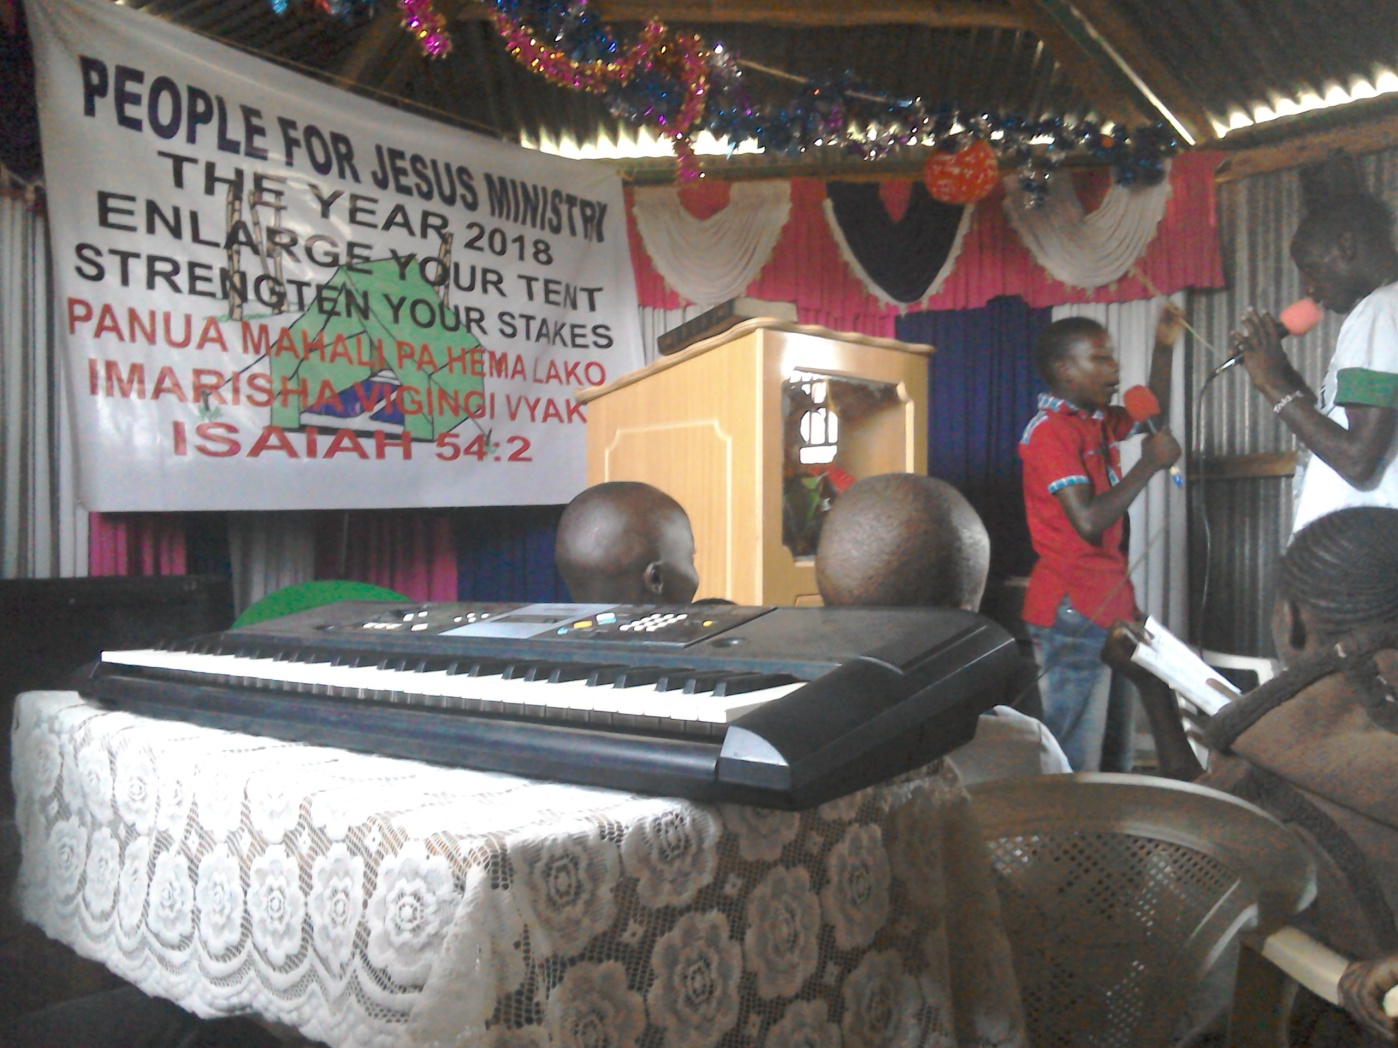 PEOPLE FOR JESUS MINISTRY
THE YEAR 2018
ENLARGE YOUR TENT
STRENGTEN YOUR STAKES
PANUA MAHALI PA HEMA LAKO
IMARISHA VIGINGI VYAK
ISAIAH 54:2